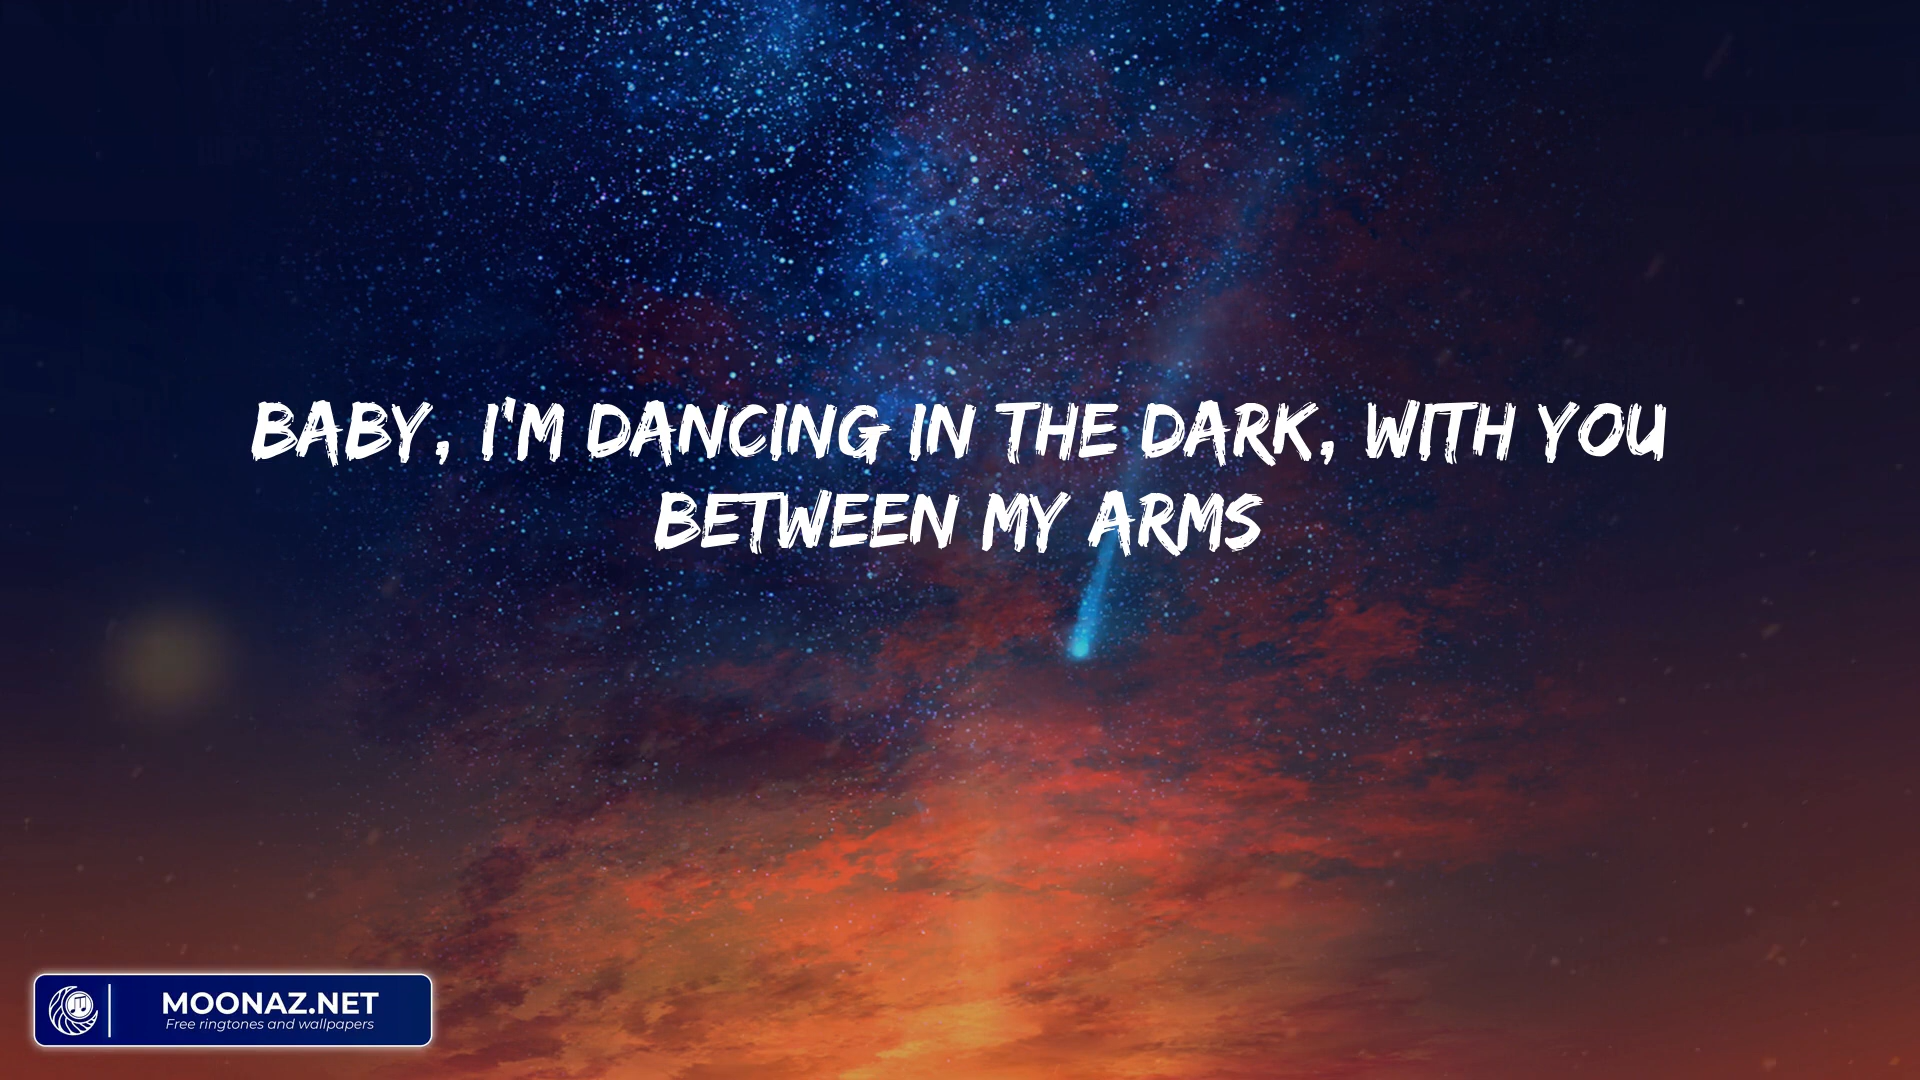 BABY, I'M DANCING IN THE DARK, WITH YOU
BETWEEN MY ARMS
MOONAZ.NET
Free ringtones and wallpapers